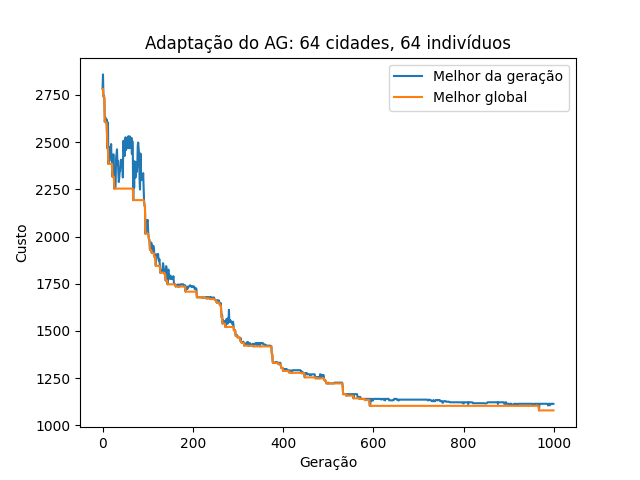 Adaptação do AG: 64 cidades, 64 indivíduos
Melhor da geração
Melhor global
Custo
2750
2500
2250
2000
1750
1500
1250
1000
0
200
400
600
800
1000
Geração